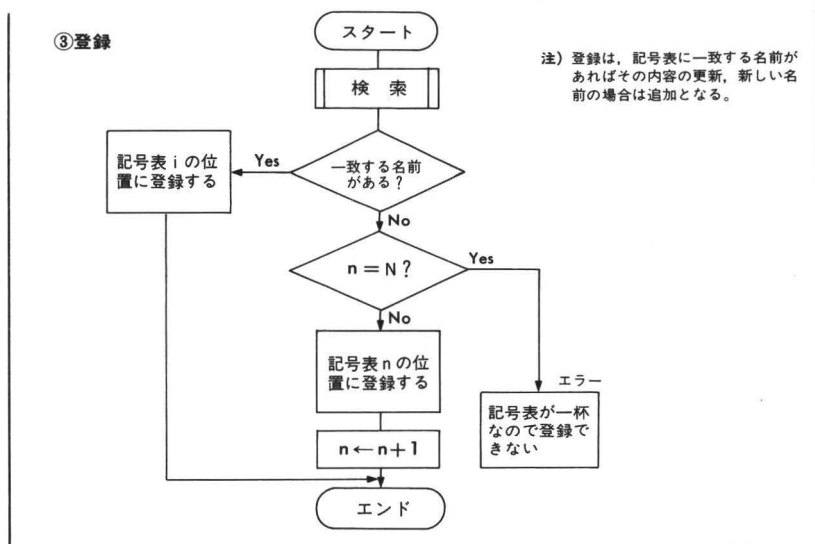 ③登録
スタート
注) 登録は，記号表に一致する名前が
あればその内容の更新，新しい名
前の場合は追加となる。
検 索
一致する名前
がある？
Yes
記号表 i の位
置に登録する
No
n＝N？
Yes
No
記号表 n の位
置に登録する
エラー
記号表が一杯
なので登録で
きない
n←n＋1
エンド